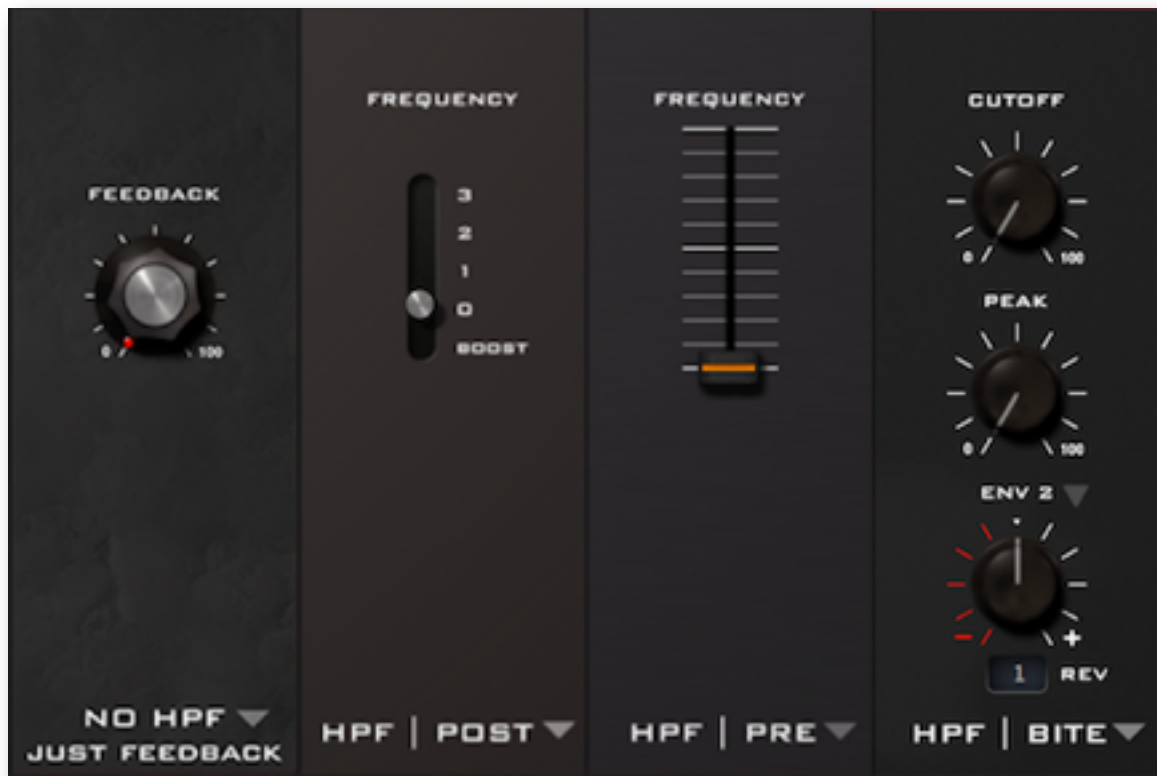 FEEDBACK
0 100
NO HPF
JUST FEEDBACK
FREQUENCY
3
2
1
0
BOOST
HPF | POST
FREQUENCY
HPF | PRE
CUTOFF
0 100
PEAK
0 100
ENV 2
- +
1 REV
HPF | BITE